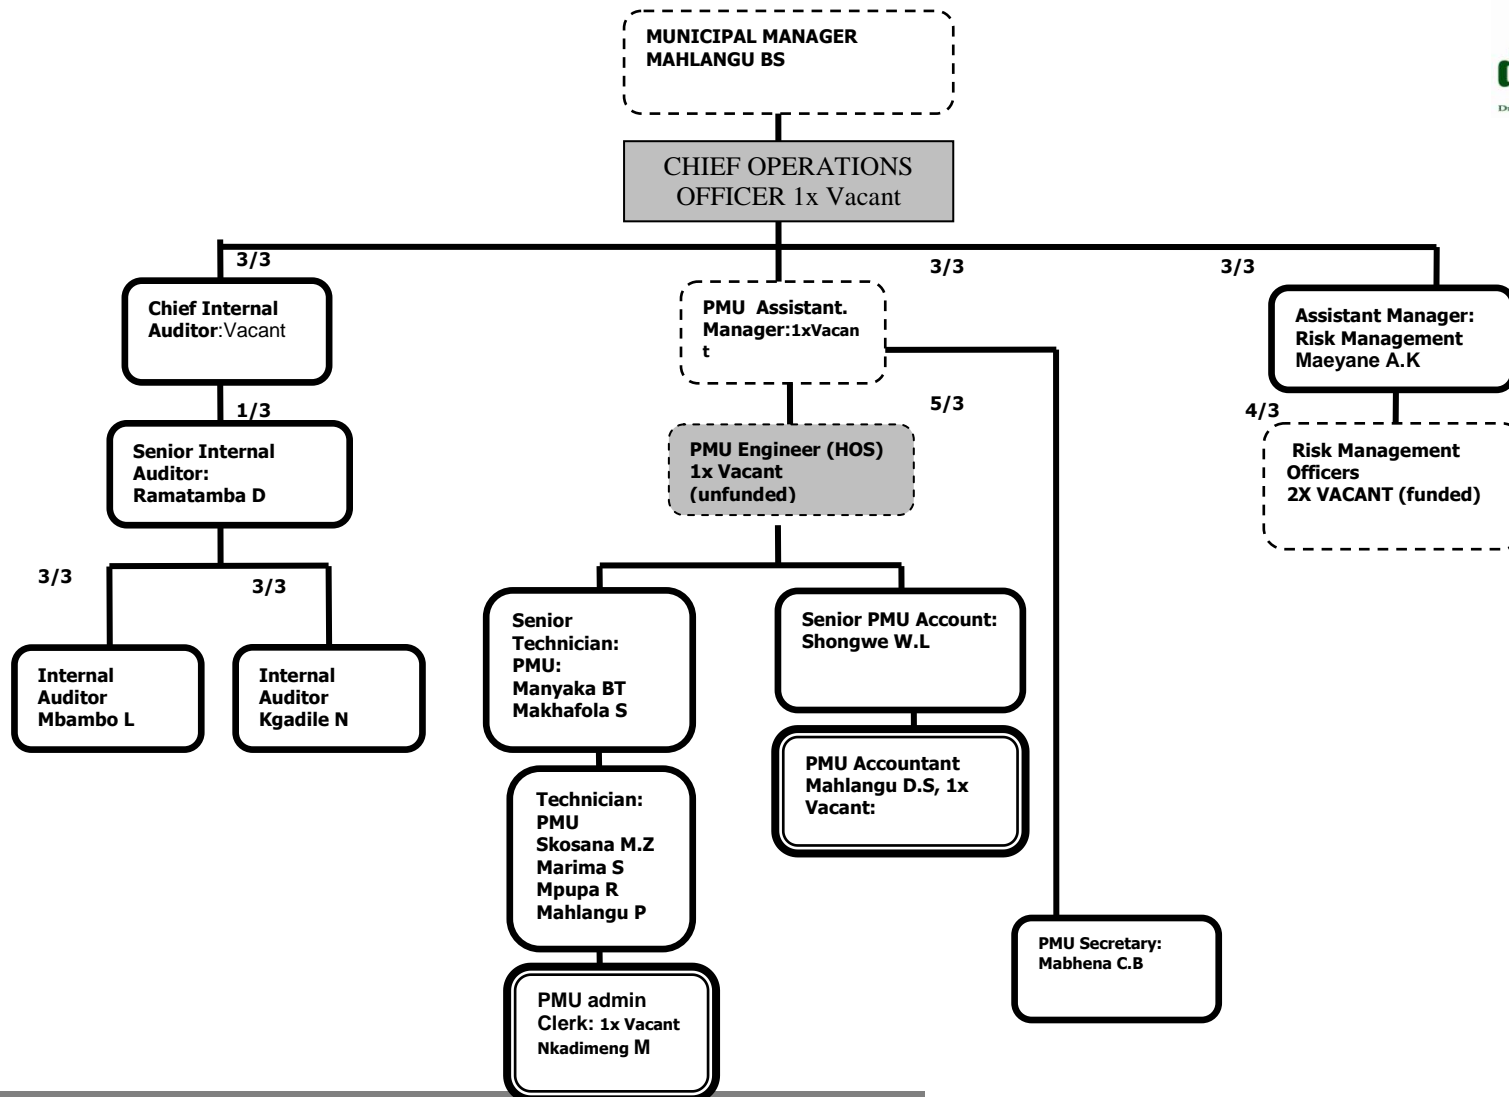 MUNICIPAL MANAGER
MAHLANGU BS
CHIEF OPERATIONS
OFFICER 1x Vacant
3/3
3/3
3/3
Chief Internal
Auditor:Vacant
PMU Assistant.
Manager:1xVacan
t
Assistant Manager:
Risk Management
Maeyane A.K
1/3
5/3
4/3
Senior Internal
Auditor:
Ramatamba D
PMU Engineer (HOS)
1x Vacant
(unfunded)
Risk Management
Officers
2X VACANT (funded)
3/3
3/3
Internal
Auditor
Mbambo L
Internal
Auditor
Kgadile N
Senior
Technician:
PMU:
Manyaka BT
Makhafola S
Senior PMU Account:
Shongwe W.L
PMU Accountant
Mahlangu D.S, 1x
Vacant:
Technician:
PMU
Skosana M.Z
Marima S
Mpupa R
Mahlangu P
PMU Secretary:
Mabhena C.B
PMU admin
Clerk: 1x Vacant
Nkadimeng M